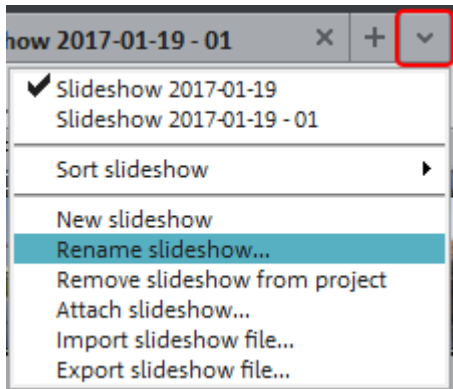 how 2017-01-19 - 01
Slideshow 2017-01-19
Slideshow 2017-01-19 - 01
Sort slideshow
New slideshow
Rename slideshow...
Remove slideshow from project
Attach slideshow...
Import slideshow file...
Export slideshow file...